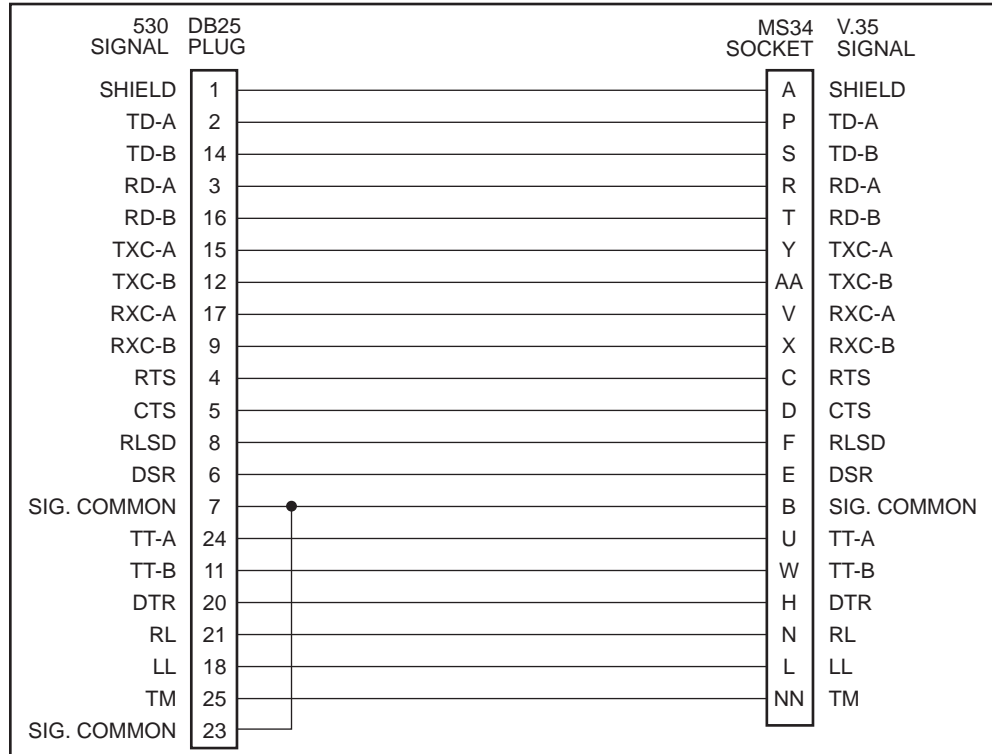 530 DB25 MS34 V.35
SIGNAL PLUG SOCKET SIGNAL
SHIELD 1 A SHIELD
TD-A 2 P TD-A
TD-B 14 S TD-B
RD-A 3 R RD-A
RD-B 16 T RD-B
TXC-A 15 Y TXC-A
TXC-B 12 AA TXC-B
RXC-A 17 V RXC-A
RXC-B 9 X RXC-B
RTS 4 C RTS
CTS 5 D CTS
RLSD 8 F RLSD
DSR 6 E DSR
SIG. COMMON 7 B SIG. COMMON
TT-A 24 U TT-A
TT-B 11 W TT-B
DTR 20 H DTR
RL 21 N RL
LL 18 L LL
TM 25 NN TM
SIG. COMMON 23